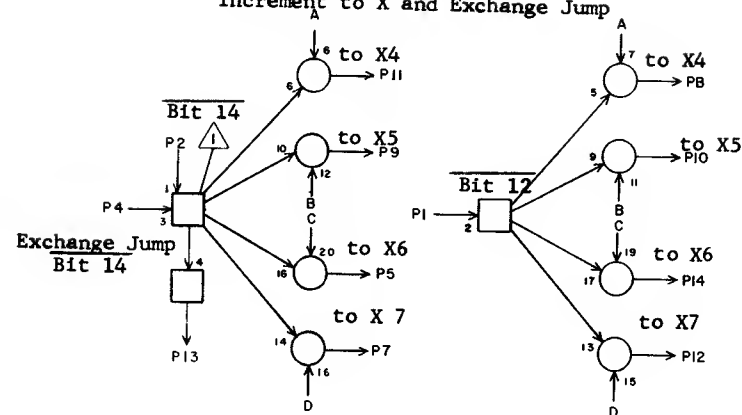 Increment to X and Exchange Jump
A
6
to X4
6
P11
Bit 14
1
P2
to X5
10
P9
12
1
P4
3
B
C
Exchange Jump
Bit 14
4
20
to X6
16
P5
to X 7
14
P7
16
P13
D
A
7
to X4
5
P8
to X5
9
P10
11
Bit 12
P1
2
B
C
19
to X6
17
P14
to X7
13
P12
15
D